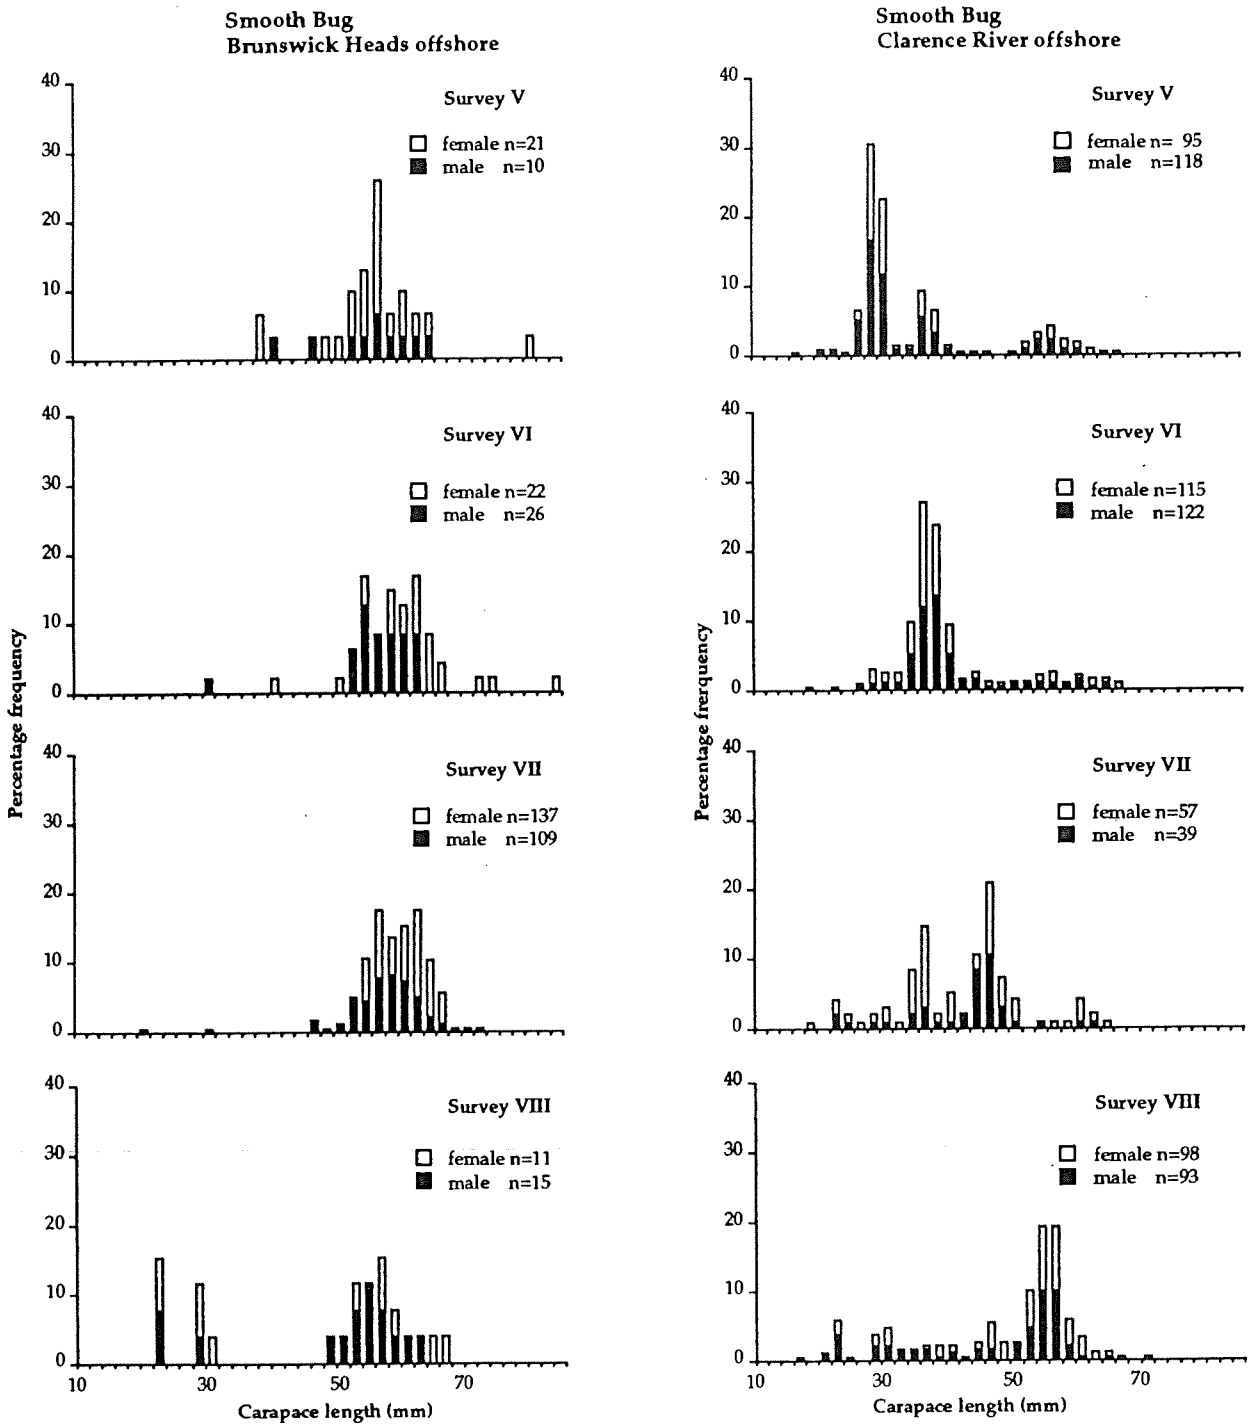 Smooth Bug
Brunswick Heads offshore
40
30
20
10
0
Survey V
female n=21
male n=10
40
30
20
10
0
Survey VI
female n=22
male n=26
40
30
20
10
0
Survey VII
female n=137
male n=109
40
30
20
10
0
Survey VIII
female n=11
male n=15
10 30 50 70
Percentage frequency
Carapace length (mm)
Smooth Bug
Clarence River offshore
40
30
20
10
0
Survey V
female n= 95
male n=118
40
30
20
10
0
Survey VI
female n=115
male n=122
40
30
20
10
0
Survey VII
female n=57
male n=39
40
30
20
10
0
Survey VIII
female n=98
male n=93
10 30 50 70
Percentage frerquency
Carapace length (mm)